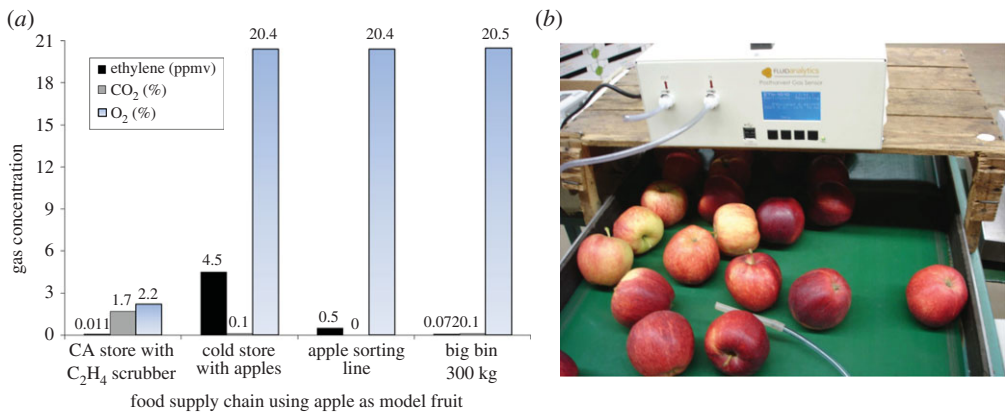 (a)
21
18
15
12
9
6
3
0
gas concentration
ethylene (ppmv)
CO₂ (%)
O₂ (%)
0.011
1.7
2.2
4.5
0.1
20.4
0.5
0
20.4
0.072
0.1
20.5
CA store with
C₂H₄ scrubber
cold store
with apples
apple sorting
line
big bin
300 kg
food supply chain using apple as model fruit
(b)
FLUIDanalytics